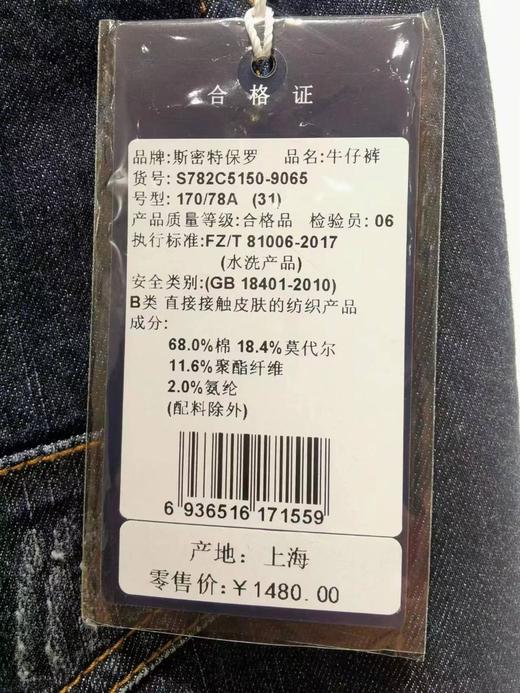 合格证
品牌:斯密特保罗 品名:牛仔裤
货号: S782C5150-9065
号型: 170/78A (31)
产品质量等级:合格品 检验员: 06
执行标准:FZ/T 81006-2017
(水洗产品)
安全类别:(GB 18401-2010)
B类 直接接触皮肤的纺织产品
成分:
68.0%棉 18.4%莫代尔
11.6%聚酯纤维
2.0%氨纶
(配料除外)
6 936516 171559
产地: 上海
零售价:￥1480.00